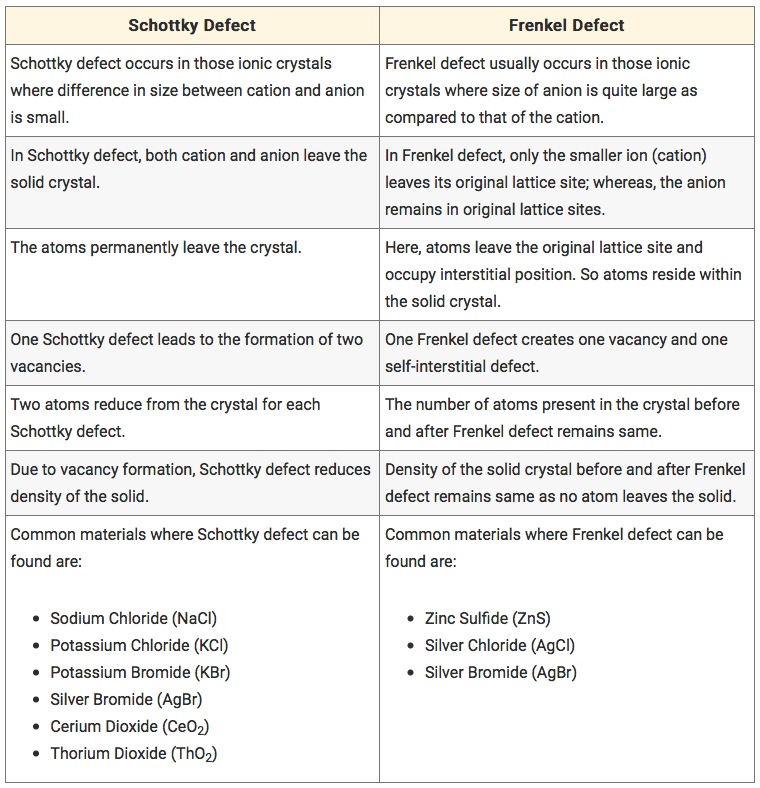 Schottky Defect
Frenkel Defect
Schottky defect occurs in those ionic crystals
where difference in size between cation and anion
is small.
Frenkel defect usually occurs in those ionic
crystals where size of anion is quite large as
compared to that of the cation.
In Schottky defect, both cation and anion leave the
solid crystal.
In Frenkel defect, only the smaller ion (cation)
leaves its original lattice site; whereas, the anion
remains in original lattice sites.
The atoms permanently leave the crystal.
Here, atoms leave the original lattice site and
occupy interstitial position. So atoms reside within
the solid crystal.
One Schottky defect leads to the formation of two
vacancies.
One Frenkel defect creates one vacancy and one
self-interstitial defect.
Two atoms reduce from the crystal for each
Schottky defect.
The number of atoms present in the crystal before
and after Frenkel defect remains same.
Due to vacancy formation, Schottky defect reduces
density of the solid.
Density of the solid crystal before and after Frenkel
defect remains same as no atom leaves the solid.
Common materials where Schottky defect can be
found are:
• Sodium Chloride (NaCl)
• Potassium Chloride (KCl)
• Potassium Bromide (KBr)
• Silver Bromide (AgBr)
• Cerium Dioxide (CeO₂)
• Thorium Dioxide (ThO₂)
Common materials where Frenkel defect can be
found are:
• Zinc Sulfide (ZnS)
• Silver Chloride (AgCl)
• Silver Bromide (AgBr)